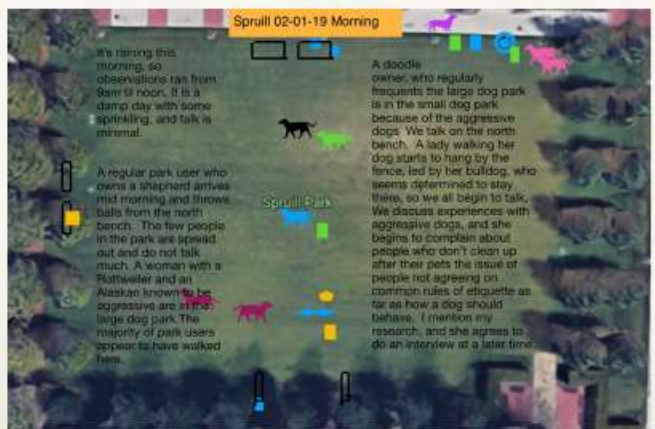 Spruill 02-01-19 Morning
It's raining this
morning, so
observations ran from
9am til noon. It is a
damp day with some
sprinkling, and talk is
minimal.
A regular park user who
owns a shepherd arrives
mid morning and throws
balls from the north
bench. The few people
in the park are spread
out and do not talk
much. A woman with a
Rottweiler and an
Alaskan known to be
aggressive are in the
large dog park.The
majority of park users
appear to have walked
here.
Spruill Park
A doodle
owner, who regularly
frequents the large dog park
is in the small dog park
because of the aggressive
dogs. We talk on the north
bench. A lady walking her
dog starts to hang by the
fence, led by her bulldog, who
seems determined to stay
there, so we all begin to talk.
We discuss experiences with
aggressive dogs, and she
begins to complain about
people who don't clean up
after their pets the issue of
people not agreeing on
common rules of etiquette as
far as how a dog should
behave. I mention my
research, and she agrees to
do an interview at a later time.